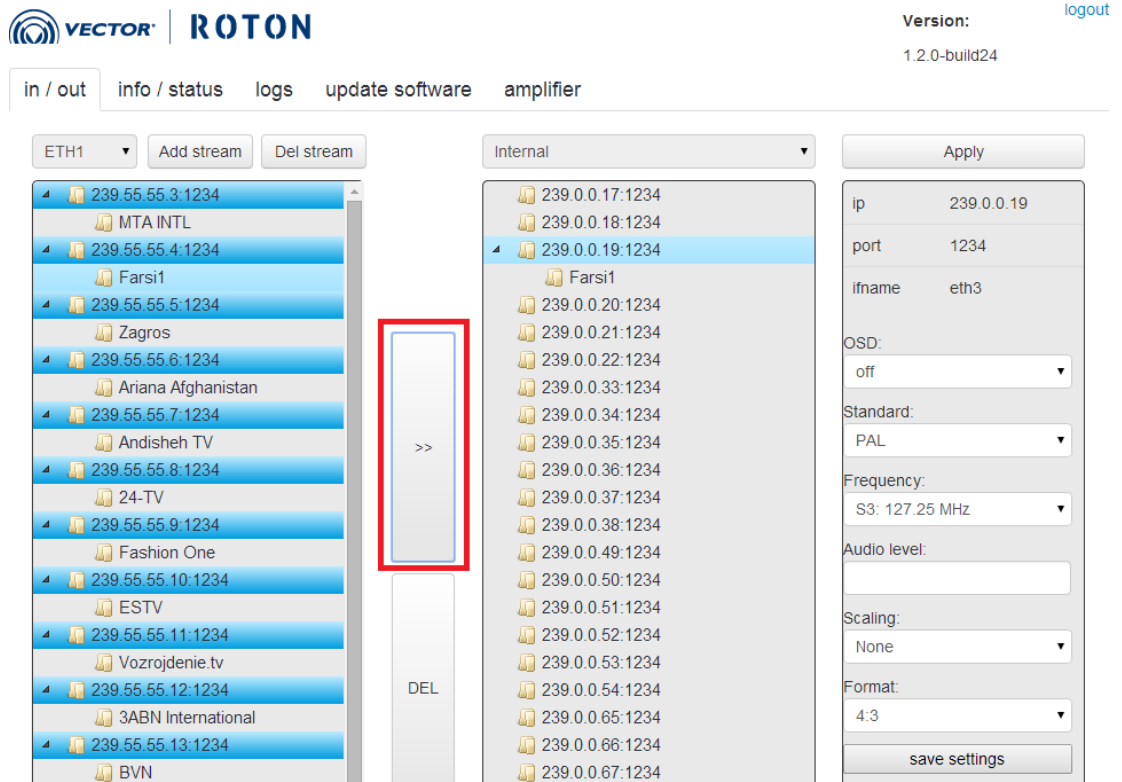 VECTOR ROTON
Version:
logout
1.2.0-build24
in / out info / status logs update software amplifier
ETH1 Add stream Del stream
239.55.55.3:1234
MTA INTL
239.55.55.4:1234
Farsi1
239.55.55.5:1234
Zagros
239.55.55.6:1234
Ariana Afghanistan
239.55.55.7:1234
Andisheh TV
239.55.55.8:1234
24-TV
239.55.55.9:1234
Fashion One
239.55.55.10:1234
ESTV
239.55.55.11:1234
Vozrojdenie.tv
239.55.55.12:1234
3ABN International
239.55.55.13:1234
BVN
>>
DEL
Internal
239.0.0.17:1234
239.0.0.18:1234
239.0.0.19:1234
Farsi1
239.0.0.20:1234
239.0.0.21:1234
239.0.0.22:1234
239.0.0.33:1234
239.0.0.34:1234
239.0.0.35:1234
239.0.0.36:1234
239.0.0.37:1234
239.0.0.38:1234
239.0.0.49:1234
239.0.0.50:1234
239.0.0.51:1234
239.0.0.52:1234
239.0.0.53:1234
239.0.0.54:1234
239.0.0.65:1234
239.0.0.66:1234
239.0.0.67:1234
Apply
ip 239.0.0.19
port 1234
ifname eth3
OSD:
off
Standard:
PAL
Frequency:
S3: 127.25 MHz
Audio level:
Scaling:
None
Format:
4:3
save settings